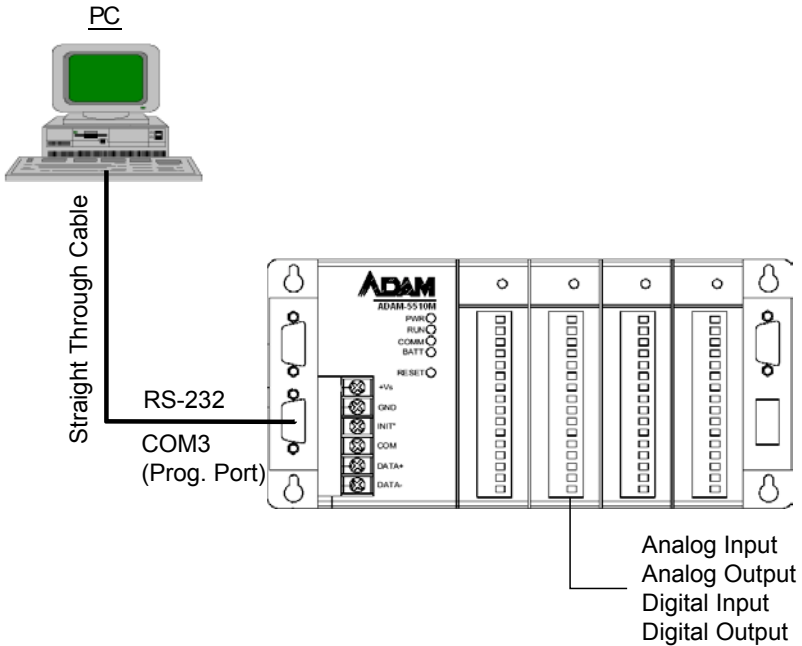 PC
Straight Through Cable
RS-232
COM3
(Prog. Port)
ADAM
ADAM-5510M
PWR
RUN
COMM
BATT
RESET
+Vs
GND
INIT*
COM
DATA+
DATA-
Analog Input
Analog Output
Digital Input
Digital Output